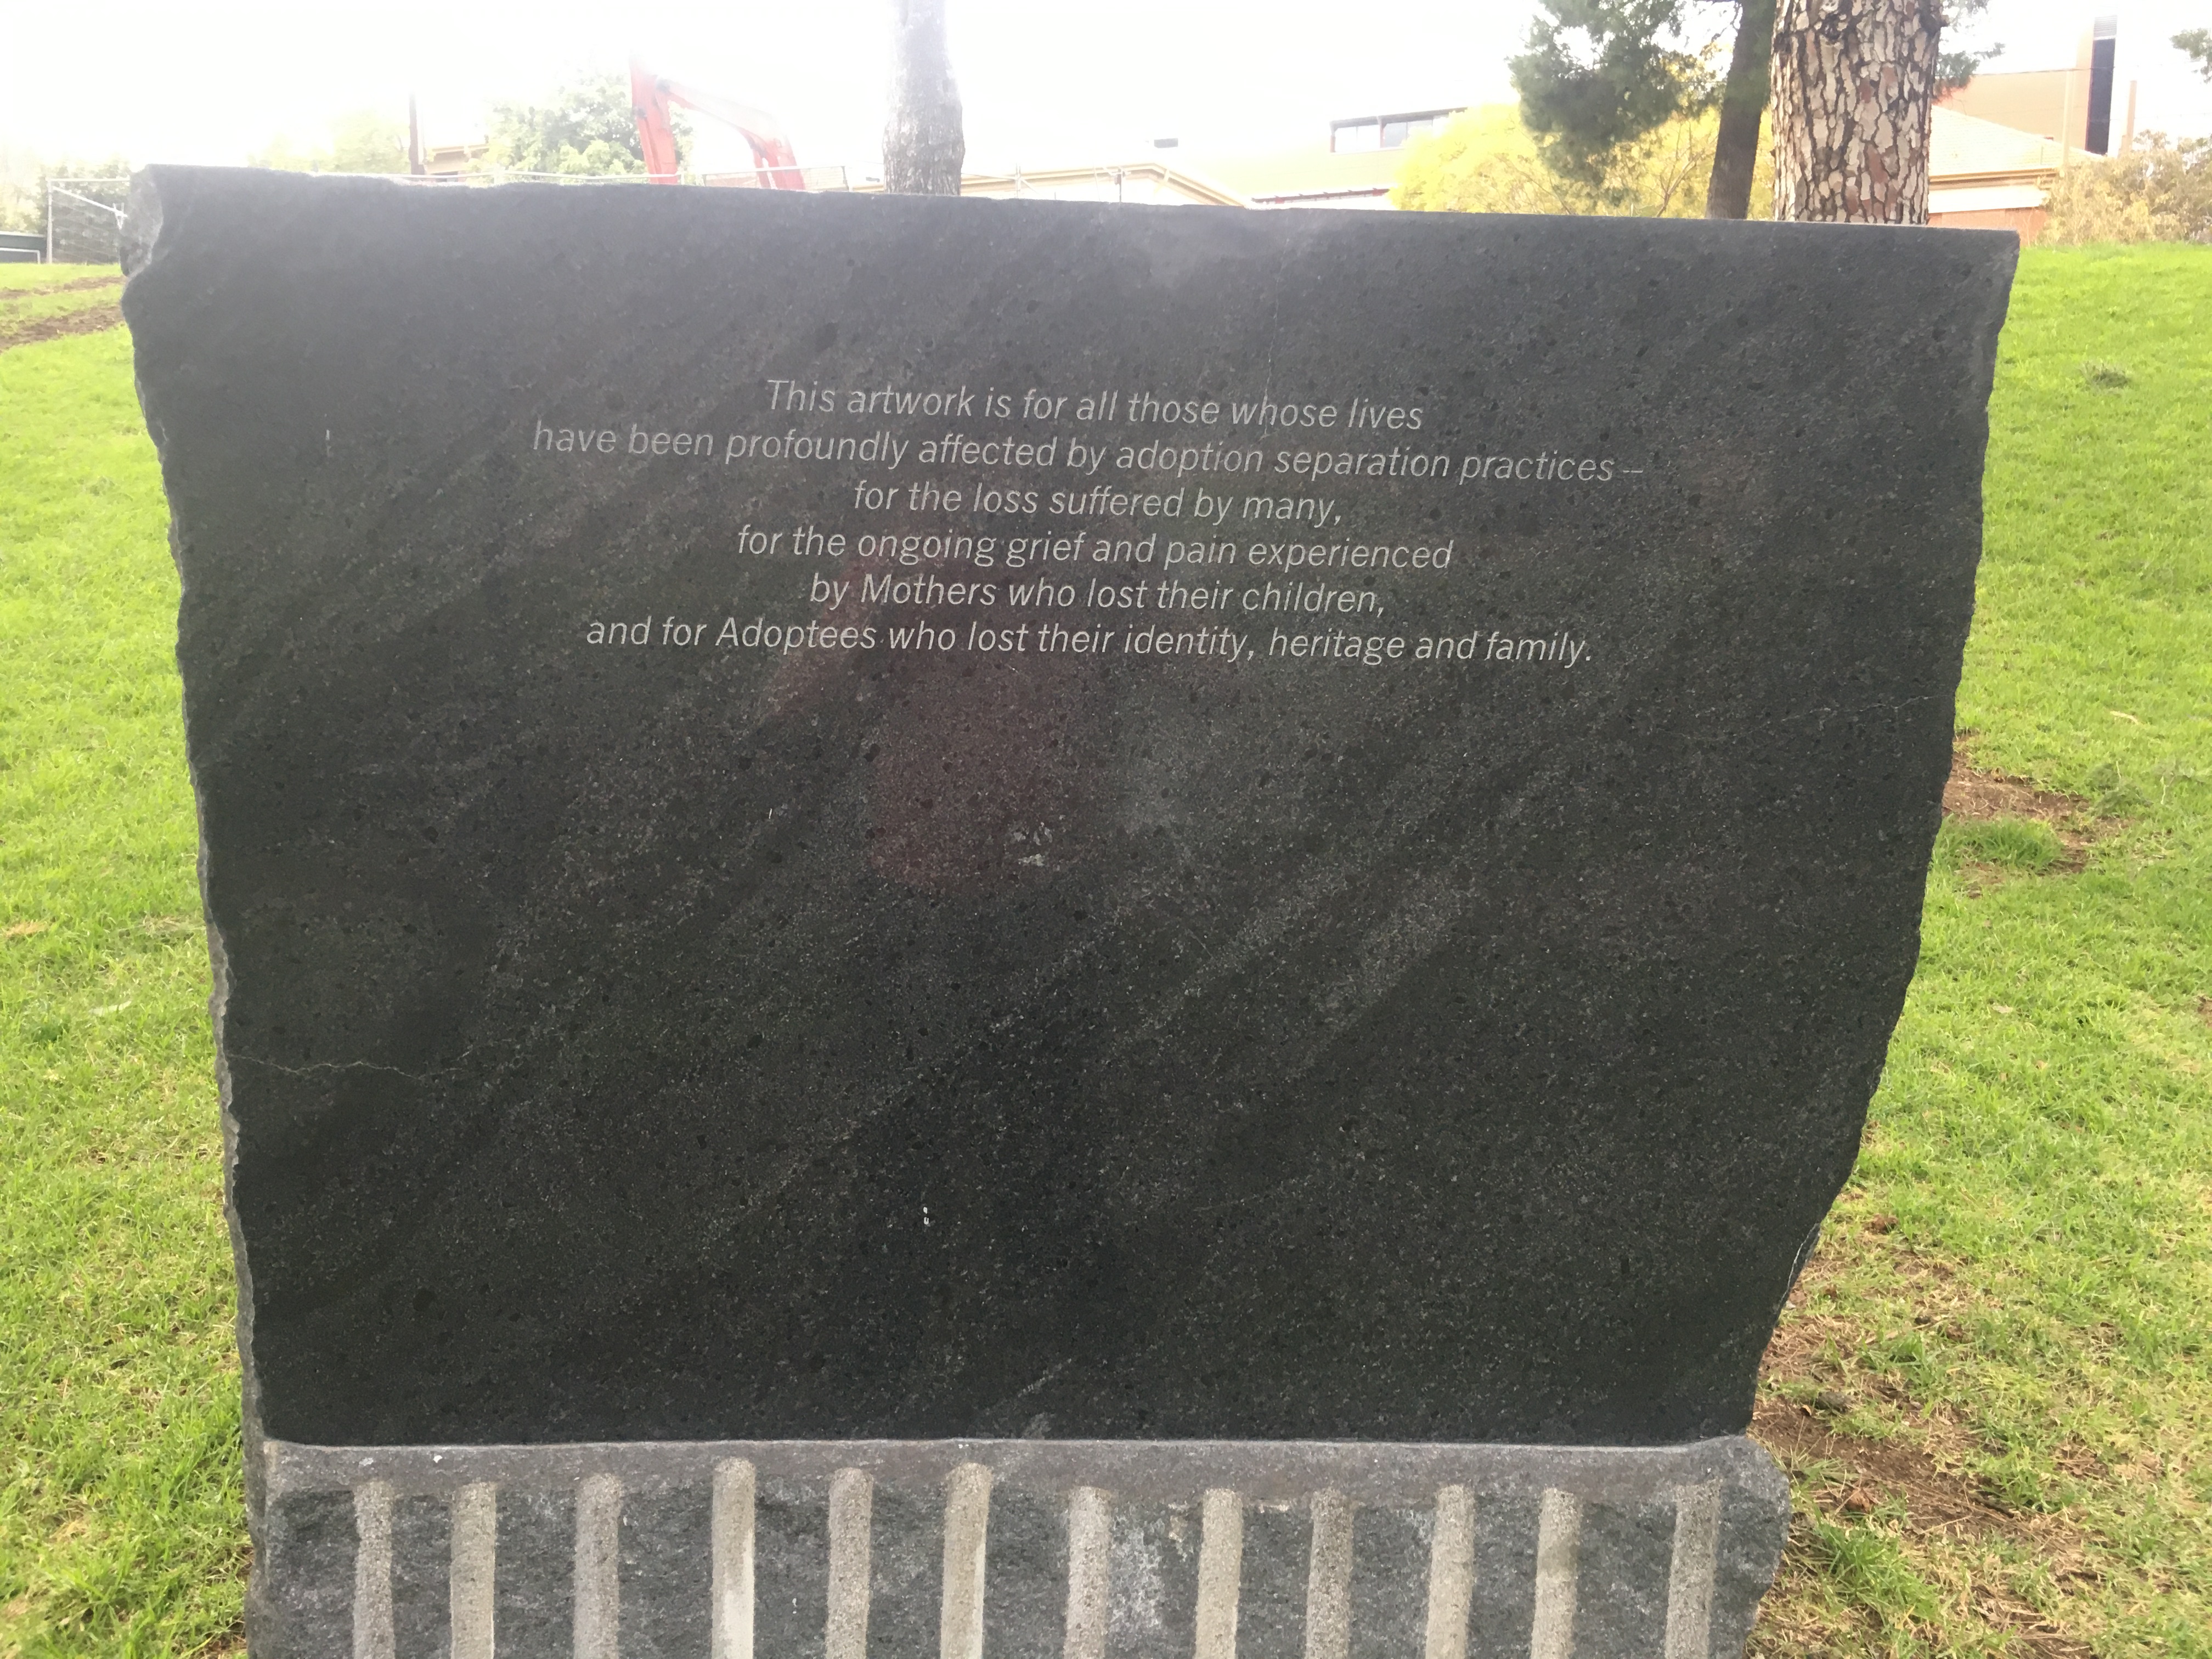 This artwork is for all those whose lives
have been profoundly affected by adoption separation practices –
for the loss suffered by many,
for the ongoing grief and pain experienced
by Mothers who lost their children,
and for Adoptees who lost their identity, heritage and family.